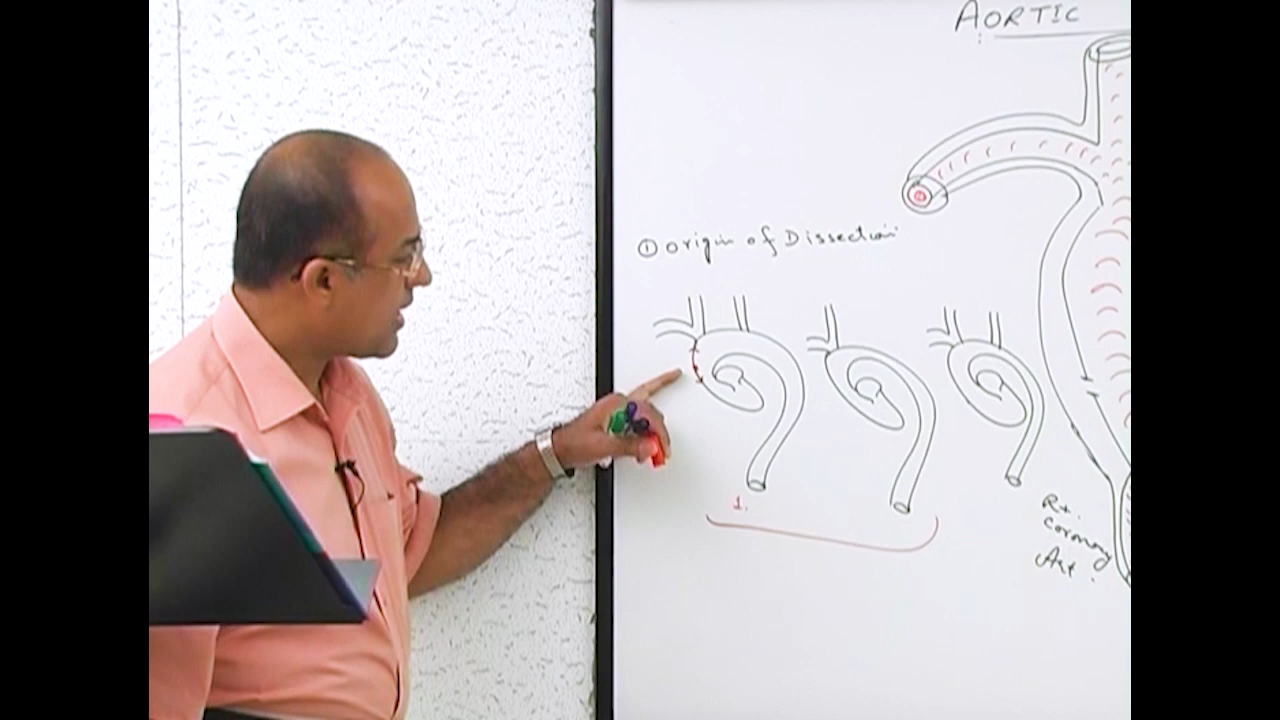 AORTIC
① Origin of Dissection
1.
Rt.
Coronary
Art.